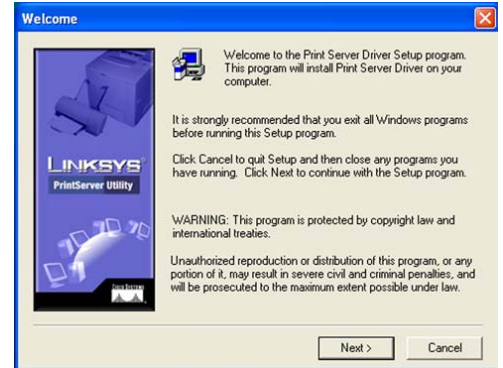 Welcome
Welcome to the Print Server Driver Setup program.
This program will install Print Server Driver on your
computer.
It is strongly recommended that you exit all Windows programs
before running this Setup program.
Click Cancel to quit Setup and then close any programs you
have running. Click Next to continue with the Setup program.
WARNING: This program is protected by copyright law and
international treaties.
Unauthorized reproduction or distribution of this program, or any
portion of it, may result in severe civil and criminal penalties, and
will be prosecuted to the maximum extent possible under law.
LINKSYS®
PrintServer Utility
Cisco Systems
Next >
Cancel